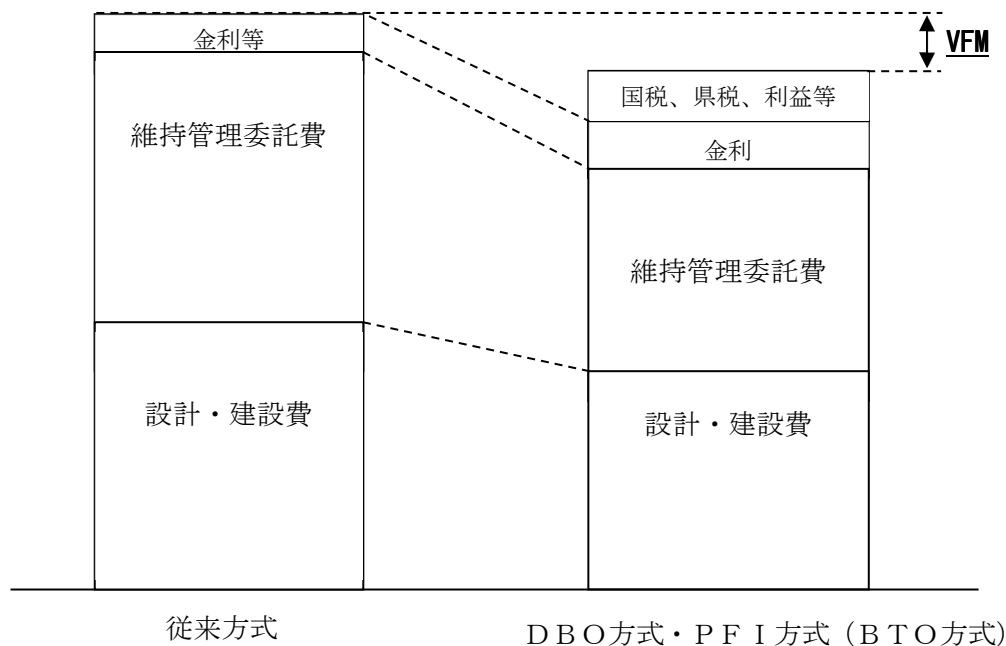 金利等
維持管理委託費
設計・建設費
従来方式
VFM
国税、県税、利益等
金利
維持管理委託費
設計・建設費
ＤＢＯ方式・ＰＦＩ方式（ＢＴＯ方式）